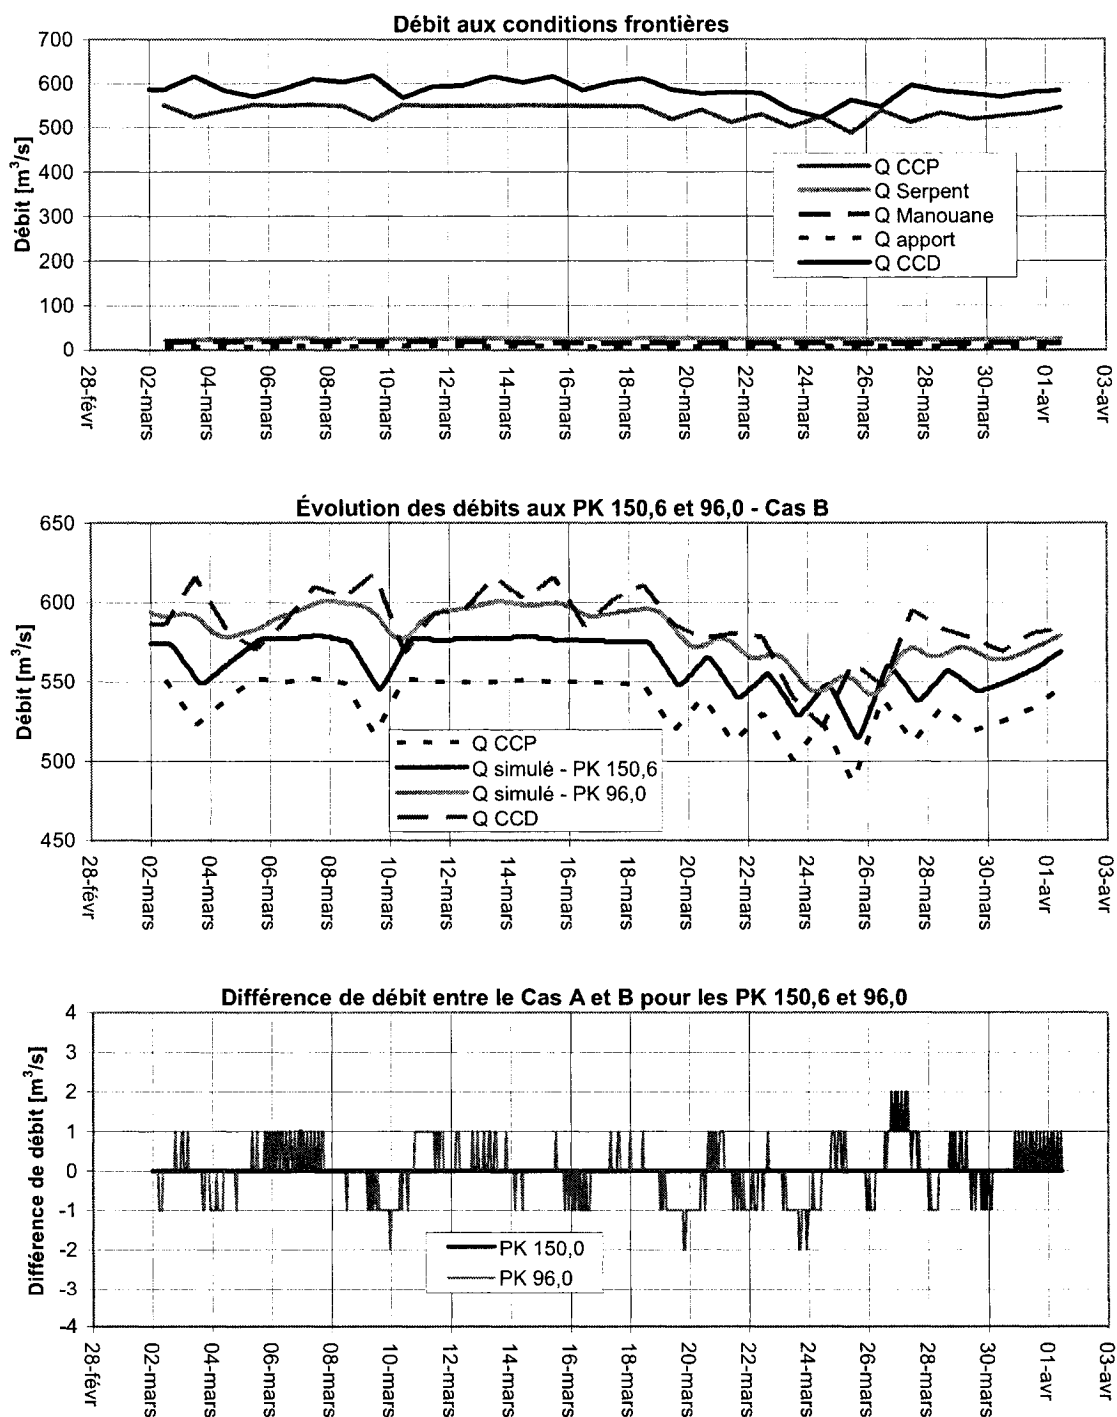 Débit aux conditions frontières
700
600
500
400
300
200
100
0
Débit [m³/s]
Q CCP
Q Serpent
Q Manouane
Q apport
Q CCD
28-févr
02-mars
04-mars
06-mars
08-mars
10-mars
12-mars
14-mars
16-mars
18-mars
20-mars
22-mars
24-mars
26-mars
28-mars
30-mars
01-avr
03-avr
Évolution des débits aux PK 150,6 et 96,0 - Cas B
650
600
550
500
450
Débit [m³/s]
Q CCP
Q simulé - PK 150,6
Q simulé - PK 96,0
Q CCD
28-févr
02-mars
04-mars
06-mars
08-mars
10-mars
12-mars
14-mars
16-mars
18-mars
20-mars
22-mars
24-mars
26-mars
28-mars
30-mars
01-avr
03-avr
Différence de débit entre le Cas A et B pour les PK 150,6 et 96,0
4
3
2
1
0
-1
-2
-3
-4
Différence de débit [m³/s]
PK 150,0
PK 96,0
28-févr
02-mars
04-mars
06-mars
08-mars
10-mars
12-mars
14-mars
16-mars
18-mars
20-mars
22-mars
24-mars
26-mars
28-mars
30-mars
01-avr
03-avr